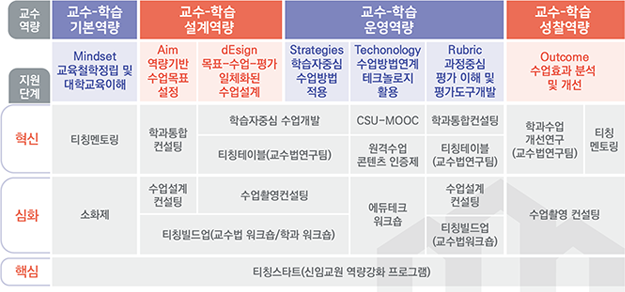 교수
역량
교수-학습
기본역량
교수-학습
설계역량
교수-학습
운영역량
교수-학습
성찰역량
지원
단계
Mindset
교육철학정립 및
대학교육이해
Aim
역량기반
수업목표
설정
dEsign
목표-수업-평가
일체화된
수업설계
Strategies
학습자중심
수업방법
적용
Techonology
수업방법연계
테크놀로지
활용
Rubric
과정중심
평가 이해 및
평가도구개발
Outcome
수업효과 분석
및 개선
혁신
티칭멘토링
학과통합
컨설팅
학습자중심 수업개발
티칭테이블(교수법연구팀)
CSU-MOOC
원격수업
콘텐츠 인증제
학과통합컨설팅
티칭테이블
(교수법연구팀)
학과수업
개선연구
(교수법연구팀)
티칭
멘토링
심화
소화제
수업설계
컨설팅
수업촬영컨설팅
티칭빌드업(교수법 워크숍/학과 워크숍)
에듀테크
워크숍
수업설계
컨설팅
티칭빌드업
(교수법워크숍)
수업촬영 컨설팅
핵심
티칭스타트(신임교원 역량강화 프로그램)